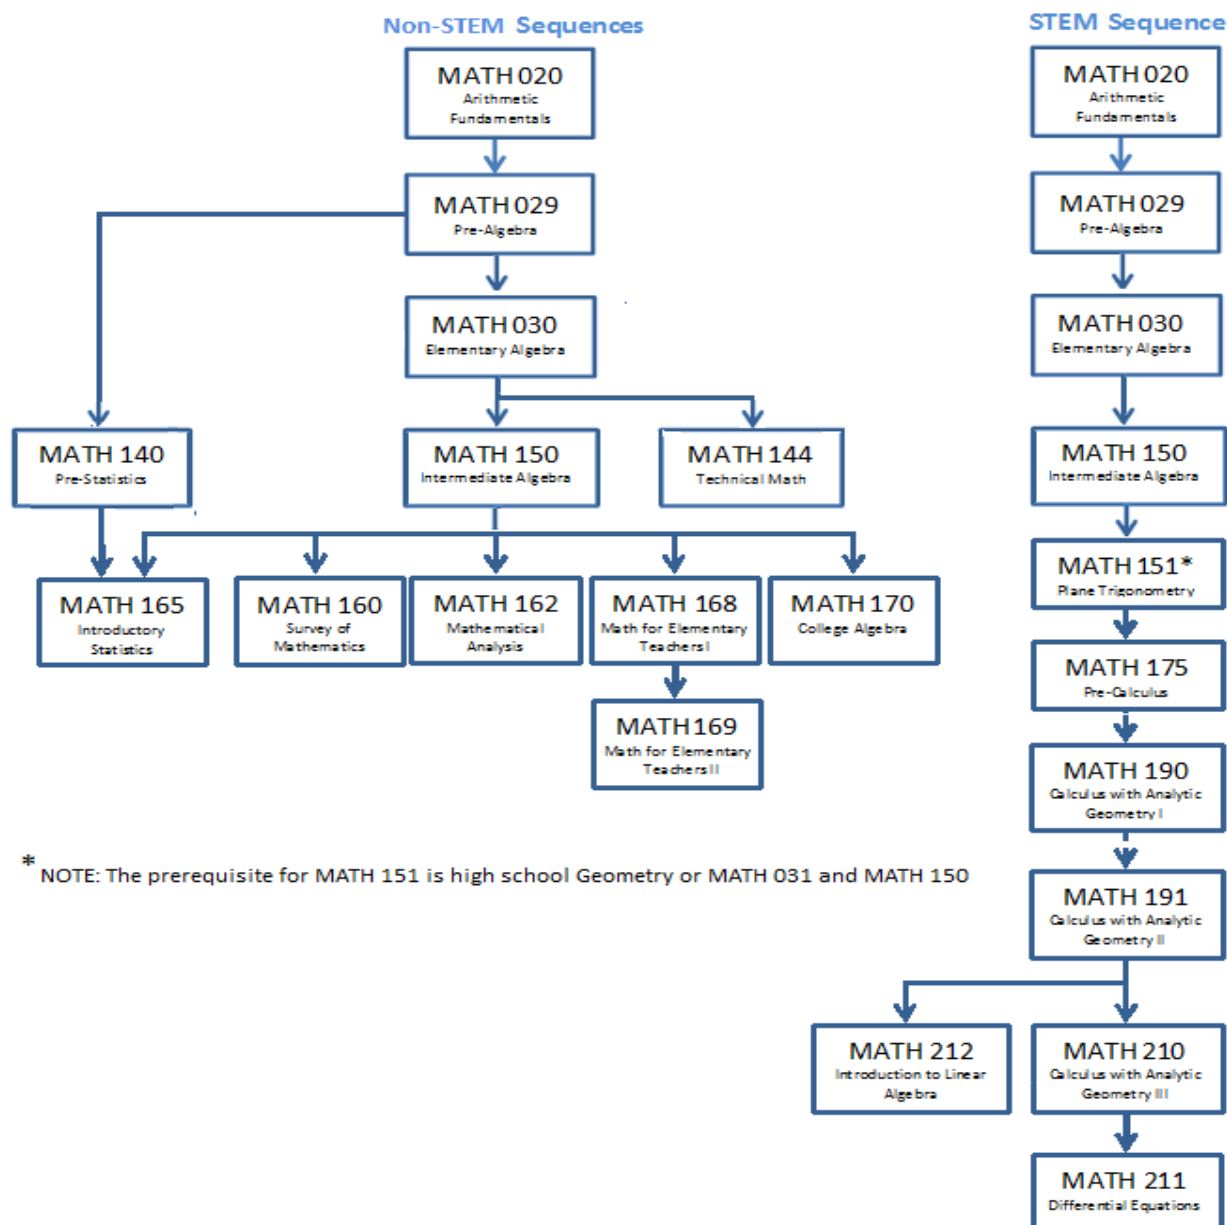 Non-STEM Sequences
MATH 020
Arithmetic
Fundamentals
MATH 029
Pre-Algebra
MATH 030
Elementary Algebra
MATH 140
Pre-Statistics
MATH 150
Intermediate Algebra
MATH 144
Technical Math
MATH 165
Introductory
Statistics
MATH 160
Survey of
Mathematics
MATH 162
Mathematical
Analysis
MATH 168
Math for Elementary
Teachers I
MATH 170
College Algebra
MATH 169
Math for Elementary
Teachers II
* NOTE: The prerequisite for MATH 151 is high school Geometry or MATH 031 and MATH 150
STEM Sequence
MATH 020
Arithmetic
Fundamentals
MATH 029
Pre-Algebra
MATH 030
Elementary Algebra
MATH 150
Intermediate Algebra
MATH 151*
Plane Trigonometry
MATH 175
Pre-Calculus
MATH 190
Calculus with Analytic
Geometry I
MATH 191
Calculus with Analytic
Geometry II
MATH 212
Introduction to Linear
Algebra
MATH 210
Calculus with Analytic
Geometry III
MATH 211
Differential Equations